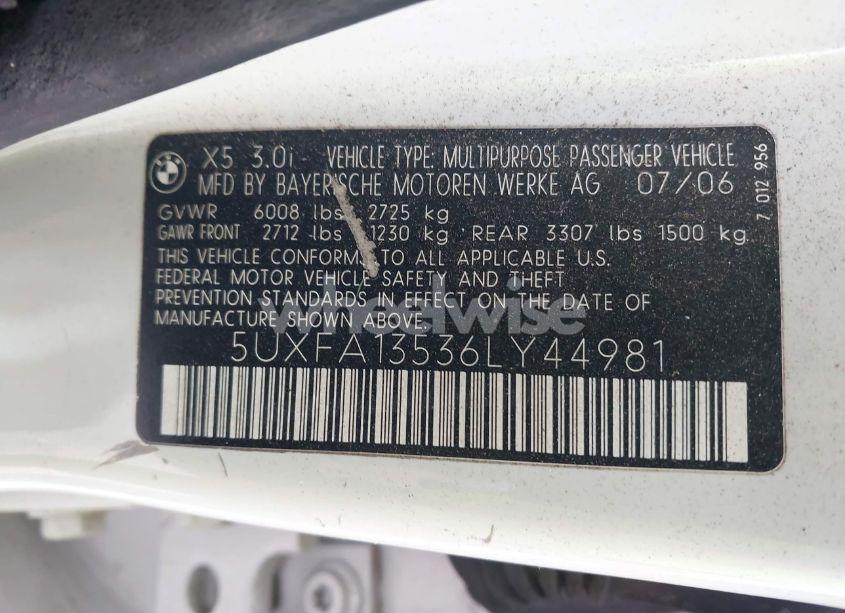 X5 3.0i VEHICLE TYPE: MULTIPURPOSE PASSENGER VEHICLE
MFD BY BAYERISCHE MOTOREN WERKE AG 07/06
GVWR 6008 lbs 2725 kg
GAWR FRONT 2712 lbs 1230 kg REAR 3307 lbs 1500 kg
THIS VEHICLE CONFORMS TO ALL APPLICABLE U.S.
FEDERAL MOTOR VEHICLE SAFETY AND THEFT
PREVENTION STANDARDS IN EFFECT ON THE DATE OF
MANUFACTURE SHOWN ABOVE.
5UXFA13536LY44981
7 012 956
wheelwise